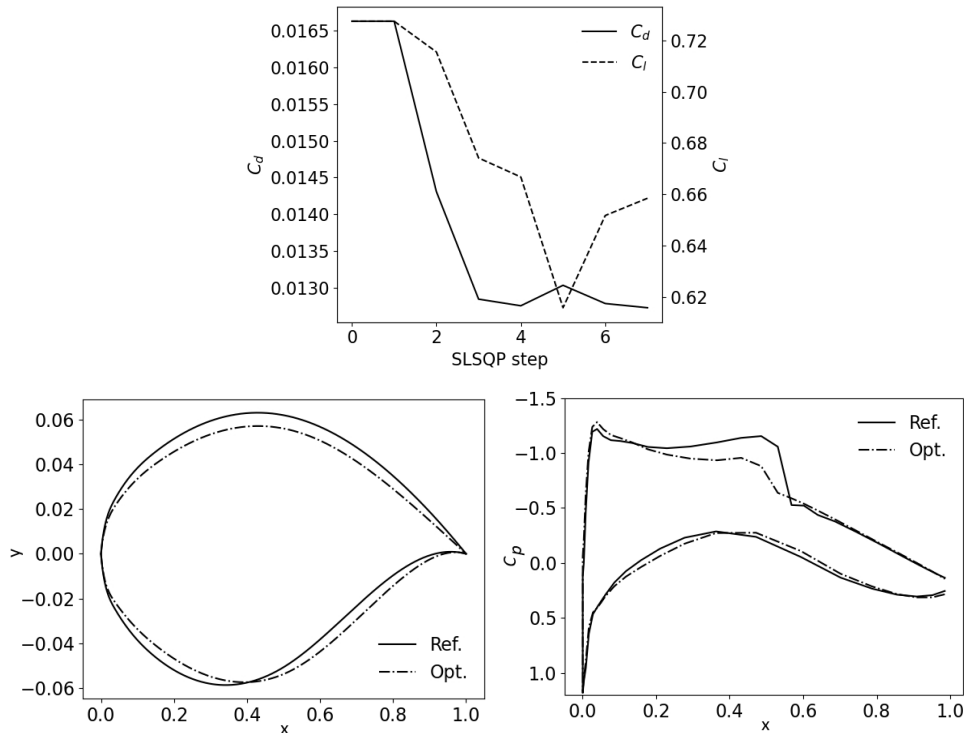 0.0165
0.0160
0.0155
0.0150
0.0145
0.0140
0.0135
0.0130
C_d
C_d
C_l
0.72
0.70
0.68
0.66
0.64
0.62
C_l
0 2 4 6
SLSQP step
0.06
0.04
0.02
0.00
−0.02
−0.04
−0.06
y
Ref.
Opt.
0.0 0.2 0.4 0.6 0.8 1.0
x
−1.5
−1.0
−0.5
0.0
0.5
1.0
c_p
Ref.
Opt.
0.0 0.2 0.4 0.6 0.8 1.0
x